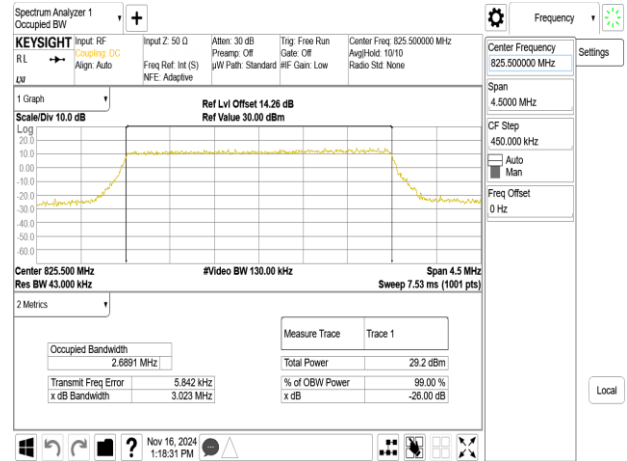 Spectrum Analyzer 1
Occupied BW
Frequency
KEYSIGHT
Input: RF
Input Z: 50 Ω
Atten: 30 dB
Trig: Free Run
Center Freq: 825.500000 MHz
RL
Coupling: DC
Preamp: Off
Gate: Off
Avg|Hold: 10/10
Align: Auto
Freq Ref: Int (S)
µW Path: Standard
#IF Gain: Low
Radio Std: None
NFE: Adaptive
LXI
Center Frequency
825.500000 MHz
Settings
Span
4.5000 MHz
CF Step
450.000 kHz
Auto
Man
Freq Offset
0 Hz
Local
1 Graph
Ref Lvl Offset 14.26 dB
Scale/Div 10.0 dB
Ref Value 30.00 dBm
Log
20.0
10.0
0.00
-10.0
-20.0
-30.0
-40.0
-50.0
-60.0
Center 825.500 MHz
#Video BW 130.00 kHz
Span 4.5 MHz
Res BW 43.000 kHz
Sweep 7.53 ms (1001 pts)
2 Metrics
Measure Trace
Trace 1
Occupied Bandwidth
2.6891 MHz
Total Power
29.2 dBm
Transmit Freq Error
5.842 kHz
% of OBW Power
99.00 %
x dB Bandwidth
3.023 MHz
x dB
-26.00 dB
Nov 16, 2024
1:18:31 PM